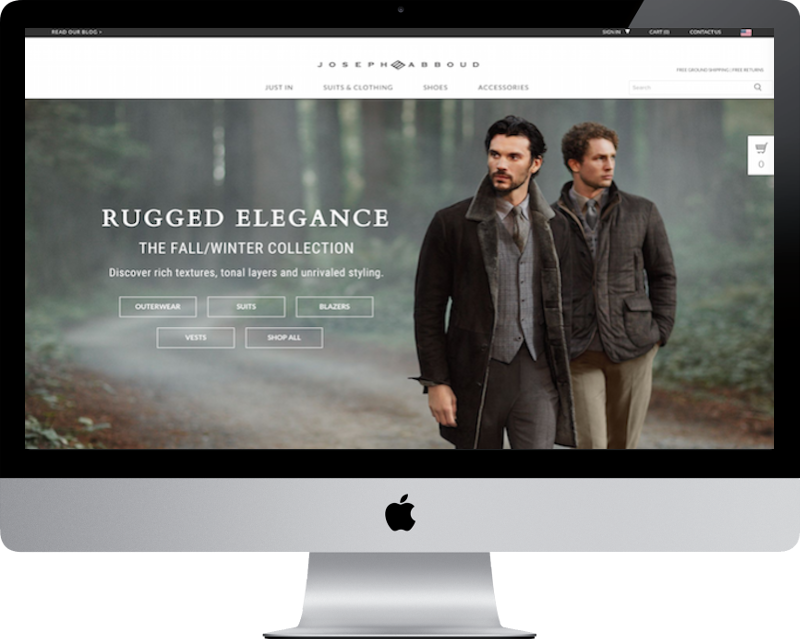 READ OUR BLOG
SIGN IN CART (0) CONTACT US
JOSEPH ABBOUD
FREE GROUND SHIPPING | FREE RETURNS
JUST IN SUITS & CLOTHING SHOES ACCESSORIES
Search
0
RUGGED ELEGANCE
THE FALL/WINTER COLLECTION
Discover rich textures, tonal layers and unrivaled styling.
OUTERWEAR SUITS BLAZERS
VESTS SHOP ALL